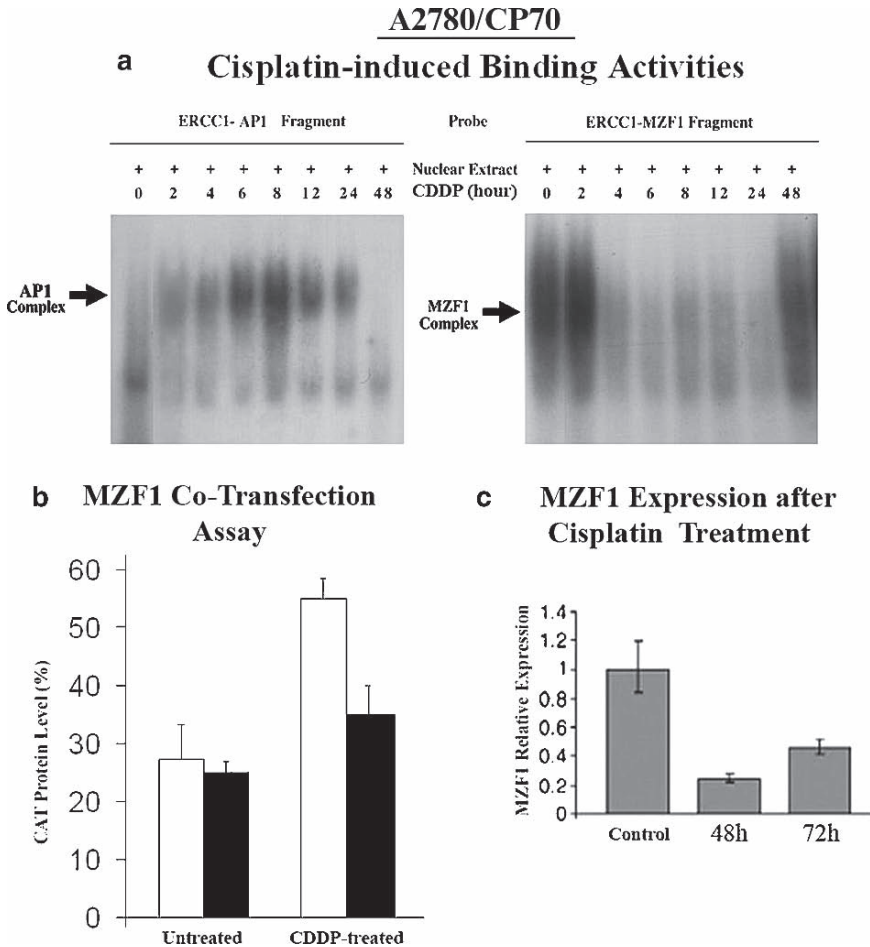 A2780/CP70
a Cisplatin-induced Binding Activities
ERCC1- AP1 Fragment Probe ERCC1-MZF1 Fragment
+ + + + + + + + Nuclear Extract + + + + + + + +
0 2 4 6 8 12 24 48 CDDP (hour) 0 2 4 6 8 12 24 48
AP1
Complex
MZF1
Complex
b MZF1 Co-Transfection
Assay
CAT Protein Level (%)
60
50
40
30
20
10
0
Untreated CDDP-treated
c MZF1 Expression after
Cisplatin Treatment
MZF1 Relative Expression
1.4
1.2
1
0.8
0.6
0.4
0.2
0
Control 48h 72h